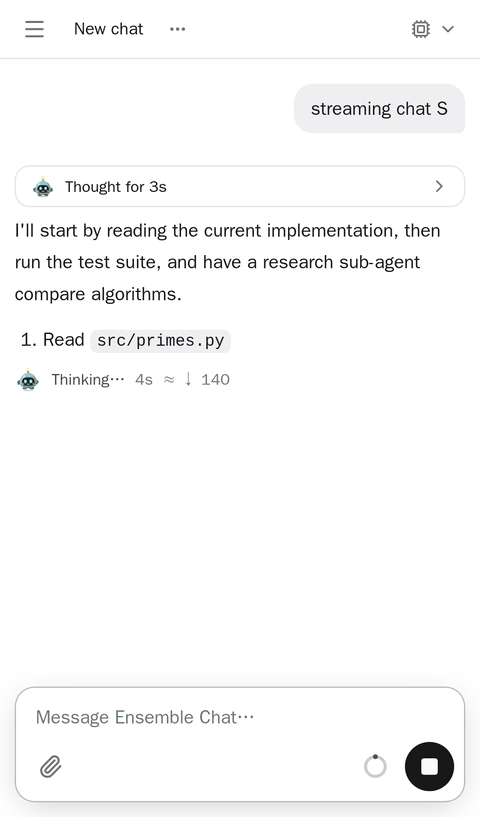 New chat
streaming chat S
Thought for 3s
I'll start by reading the current implementation, then
run the test suite, and have a research sub-agent
compare algorithms.
1. Read src/primes.py
Thinking··· 4s ≈ ↓ 140
Message Ensemble Chat···